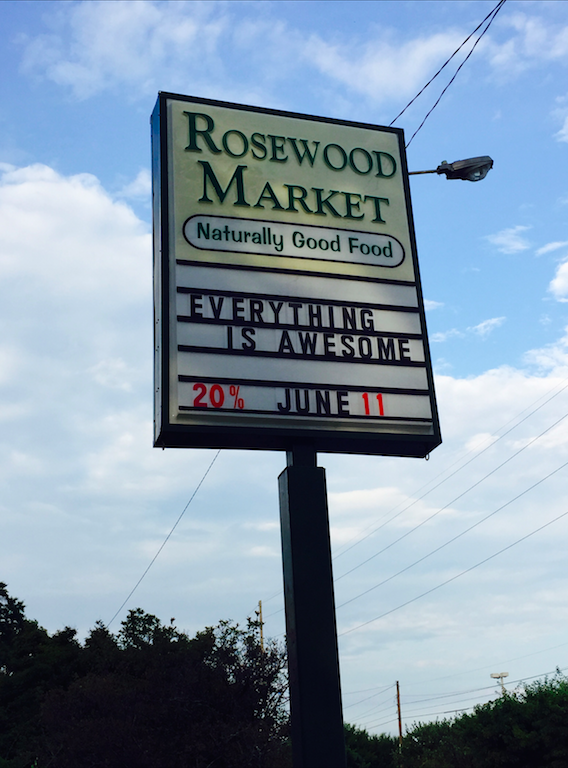 Rosewood
Market
Naturally Good Food
EVERYTHING
IS AWESOME
20% JUNE 11